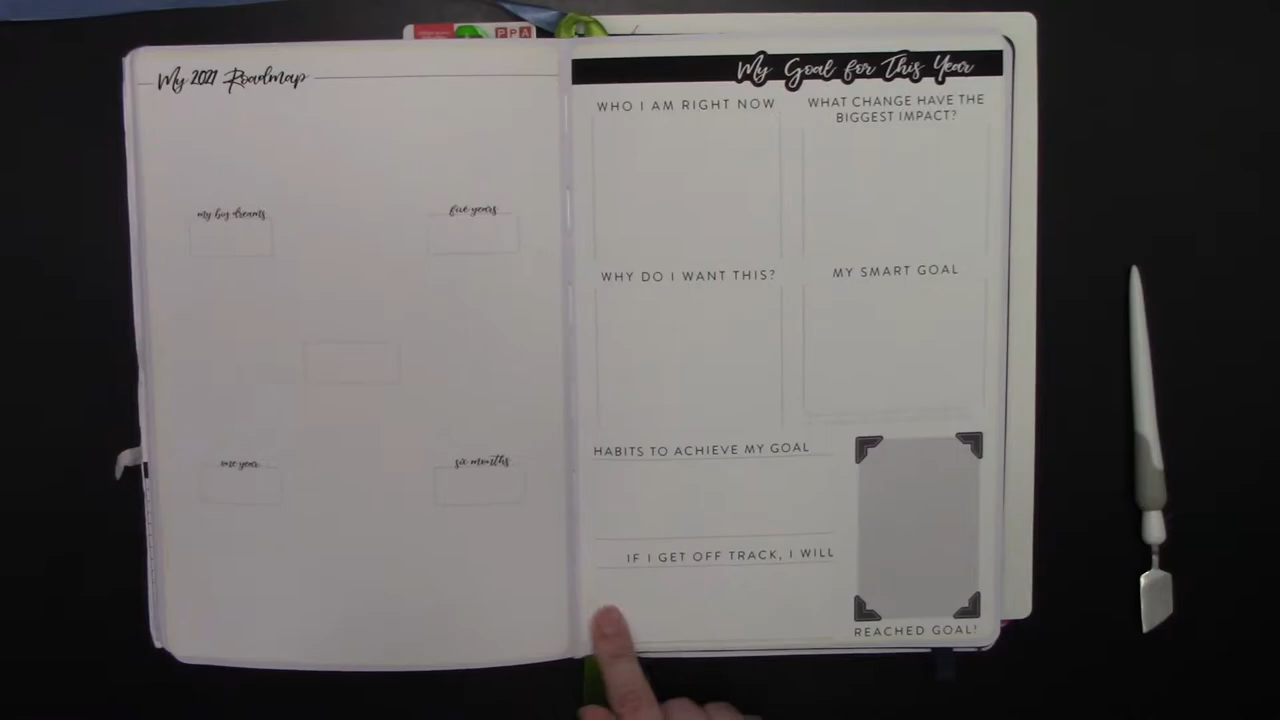 PPA
My 2021 Roadmap
my big dreams
five years
one year
six months
My Goal for This Year
WHO I AM RIGHT NOW
WHAT CHANGE HAVE THE
BIGGEST IMPACT?
WHY DO I WANT THIS?
MY SMART GOAL
HABITS TO ACHIEVE MY GOAL
IF I GET OFF TRACK, I WILL
REACHED GOAL!